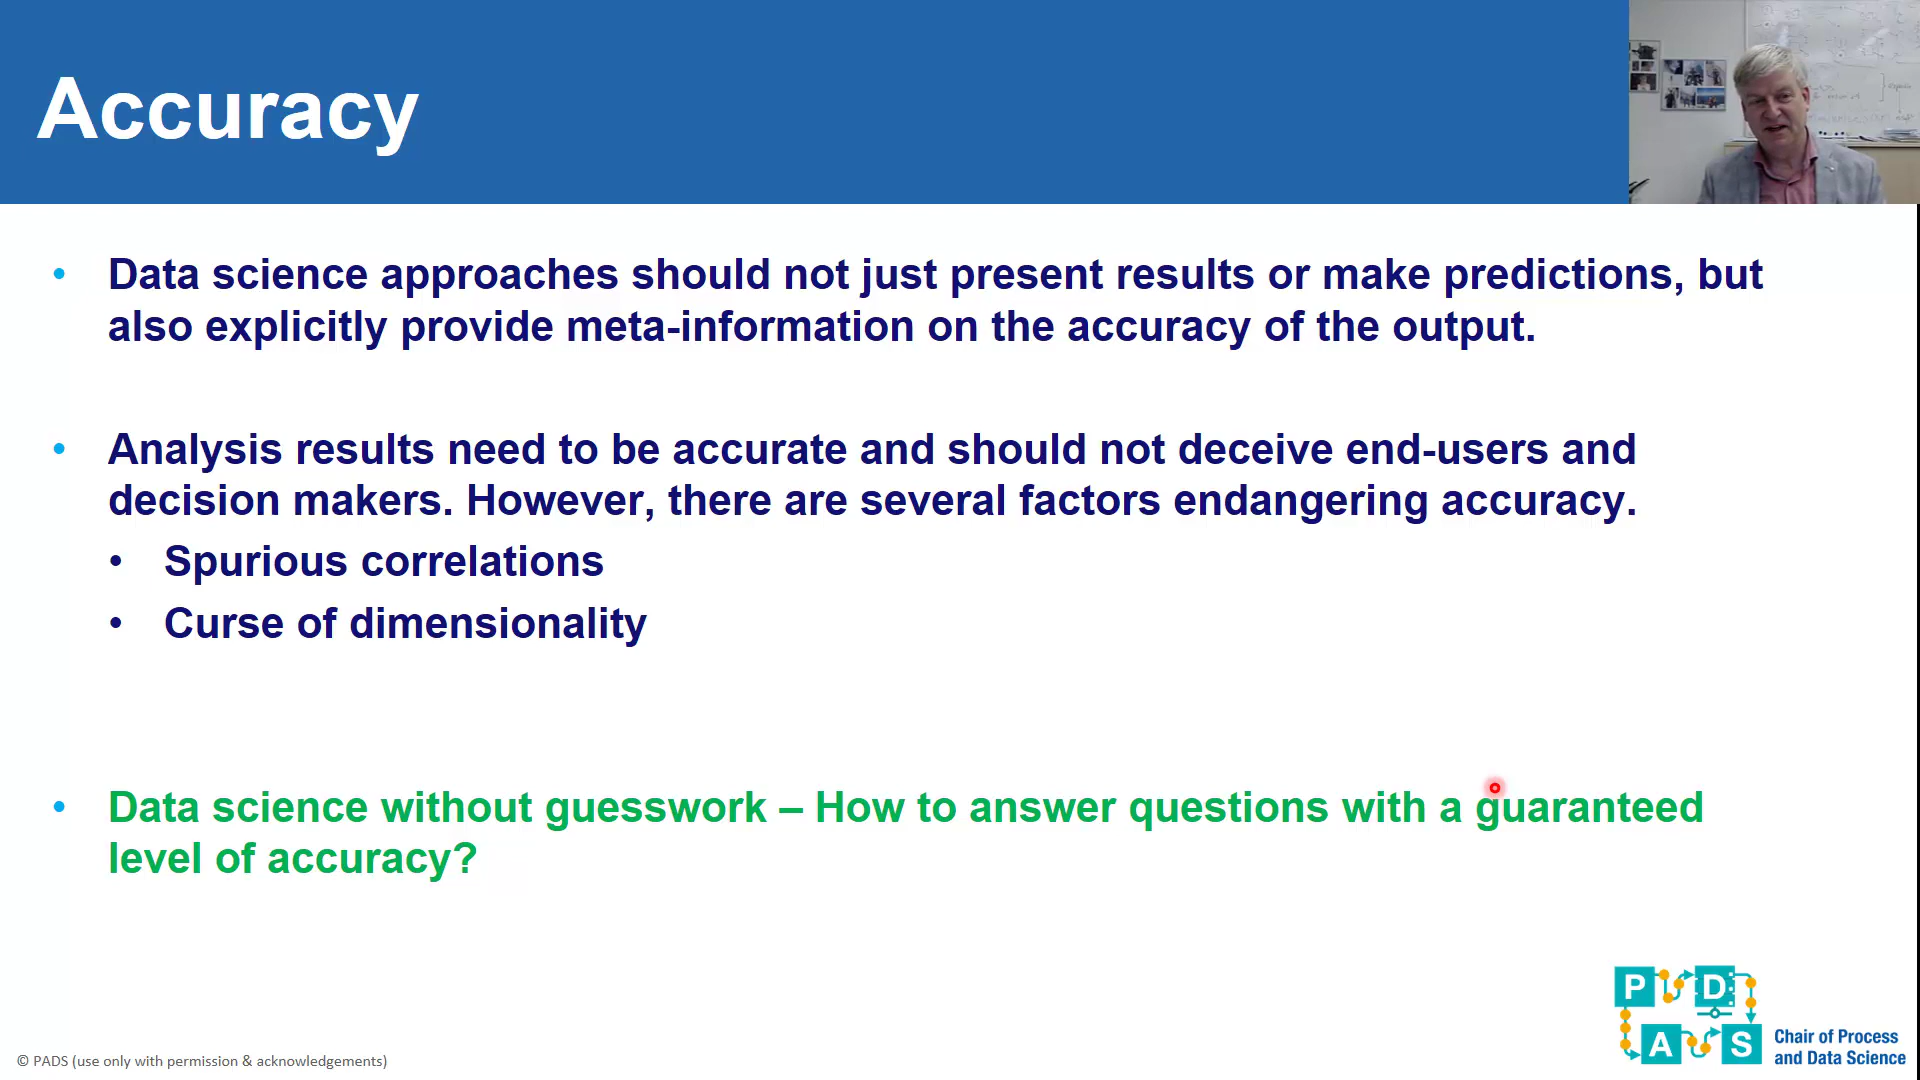 Accuracy
• Data science approaches should not just present results or make predictions, but
also explicitly provide meta-information on the accuracy of the output.
• Analysis results need to be accurate and should not deceive end-users and
decision makers. However, there are several factors endangering accuracy.
• Spurious correlations
• Curse of dimensionality
• Data science without guesswork – How to answer questions with a guaranteed
level of accuracy?
P D
A S
Chair of Process
and Data Science
© PADS (use only with permission & acknowledgements)